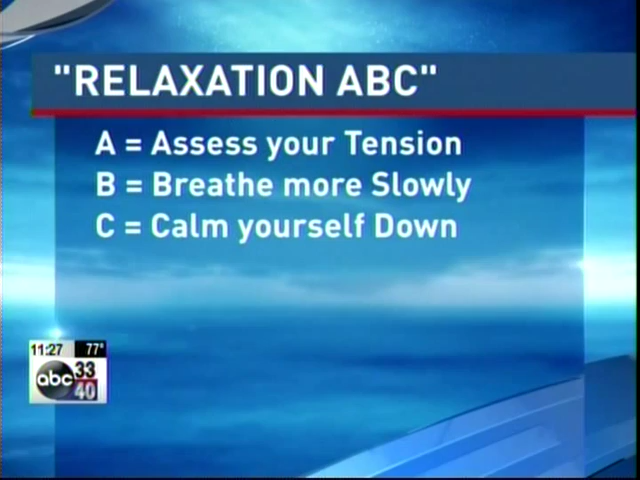 "RELAXATION ABC"
A = Assess your Tension
B = Breathe more Slowly
C = Calm yourself Down
11:27 77°
abc 33
40